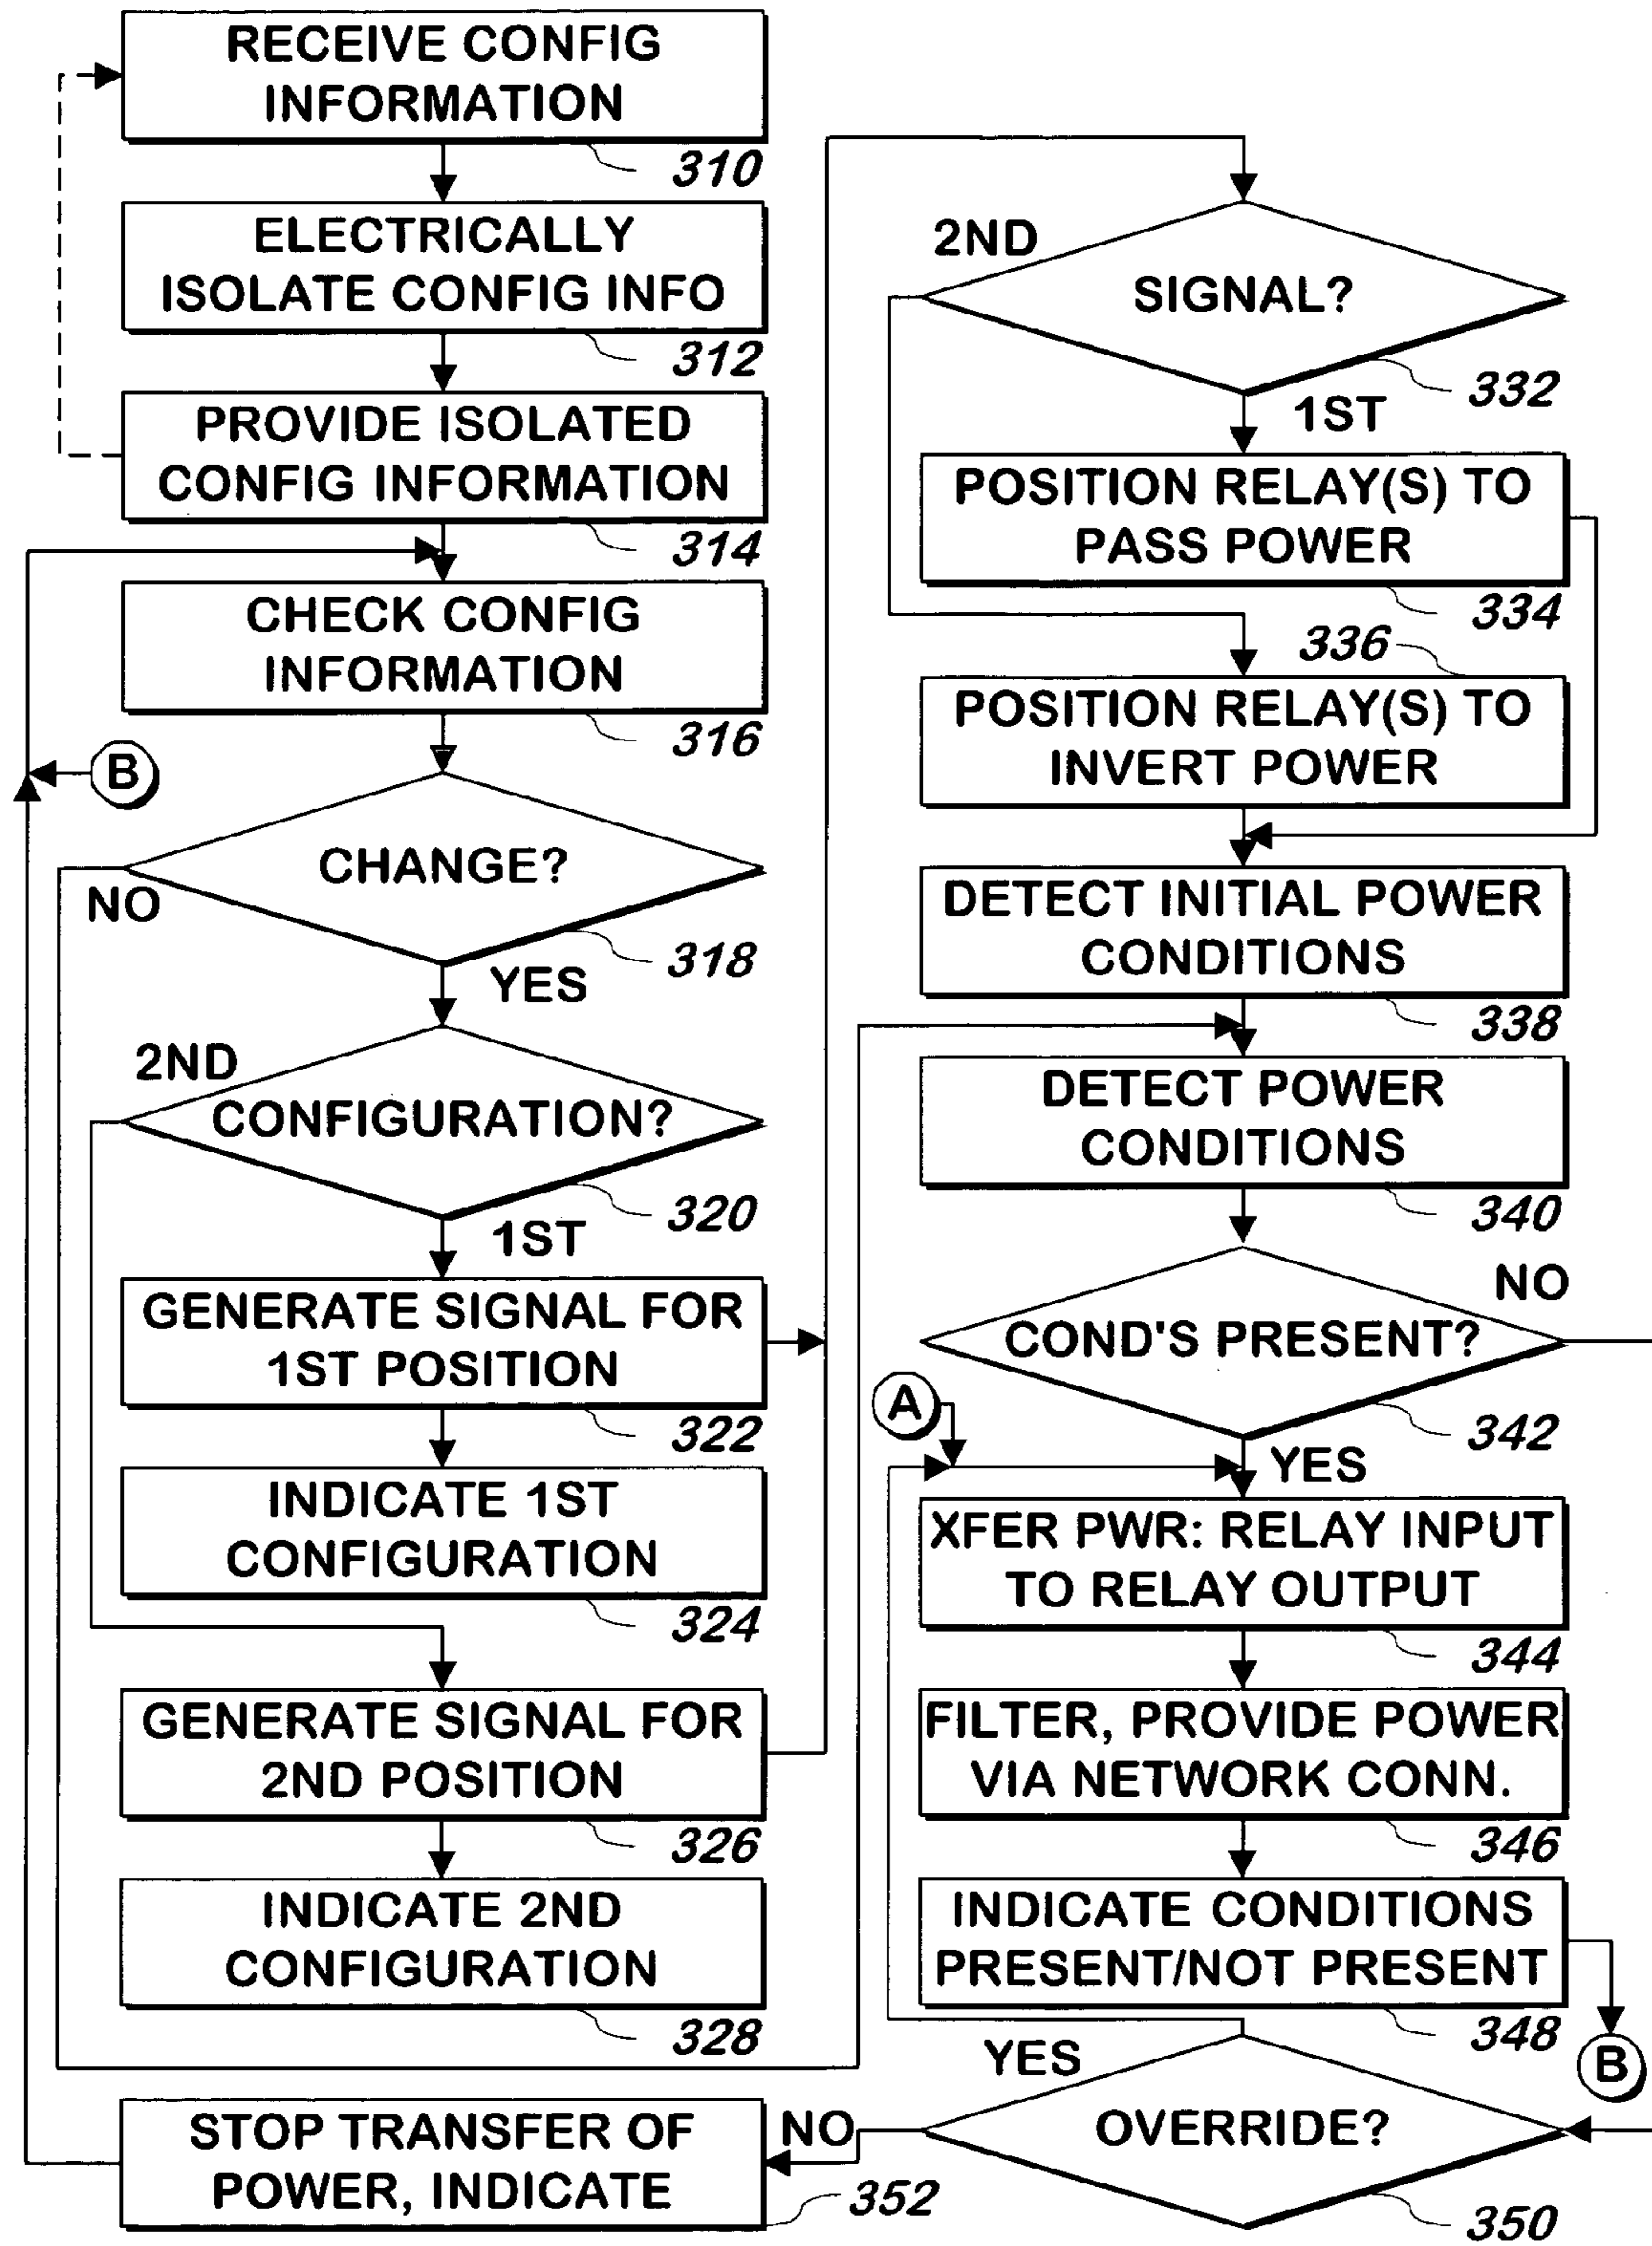 RECEIVE CONFIG
INFORMATION
310
ELECTRICALLY
ISOLATE CONFIG INFO
312
PROVIDE ISOLATED
CONFIG INFORMATION
314
CHECK CONFIG
INFORMATION
316
B
CHANGE?
NO
318
YES
2ND
CONFIGURATION?
320
1ST
GENERATE SIGNAL FOR
1ST POSITION
322
INDICATE 1ST
CONFIGURATION
324
GENERATE SIGNAL FOR
2ND POSITION
326
INDICATE 2ND
CONFIGURATION
328
STOP TRANSFER OF
POWER, INDICATE
352
2ND
SIGNAL?
332
1ST
POSITION RELAY(S) TO
PASS POWER
334
336
POSITION RELAY(S) TO
INVERT POWER
DETECT INITIAL POWER
CONDITIONS
338
DETECT POWER
CONDITIONS
340
NO
COND'S PRESENT?
342
A
YES
XFER PWR: RELAY INPUT
TO RELAY OUTPUT
344
FILTER, PROVIDE POWER
VIA NETWORK CONN.
346
INDICATE CONDITIONS
PRESENT/NOT PRESENT
348
B
YES
NO
OVERRIDE?
350